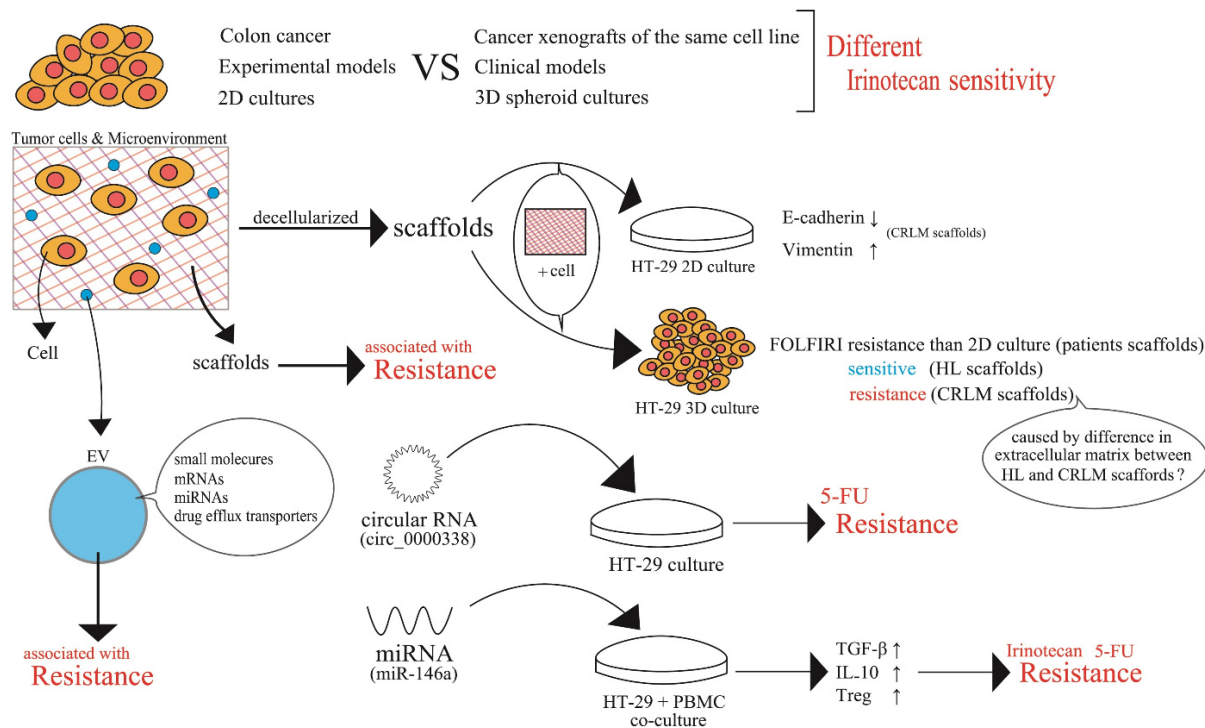 Colon cancer
Experimental models
2D cultures
VS
Cancer xenografts of the same cell line
Clinical models
3D spheroid cultures
Different
Irinotecan sensitivity
Tumor cells & Microenvironment
decellularized
scaffolds
+ cell
HT-29 2D culture
E-cadherin ↓
Vimentin ↑
(CRLM scaffolds)
Cell
scaffolds
associated with
Resistance
HT-29 3D culture
FOLFIRI resistance than 2D culture (patients scaffolds)
sensitive (HL scaffolds)
resistance (CRLM scaffolds)
caused by difference in
extracellular matrix between
HL and CRLM scaffords ?
EV
small molecures
mRNAs
miRNAs
drug efflux transporters
associated with
Resistance
circular RNA
(circ_0000338)
HT-29 culture
5-FU
Resistance
miRNA
(miR-146a)
HT-29 + PBMC
co-culture
TGF-β ↑
IL-10 ↑
Treg ↑
Irinotecan 5-FU
Resistance